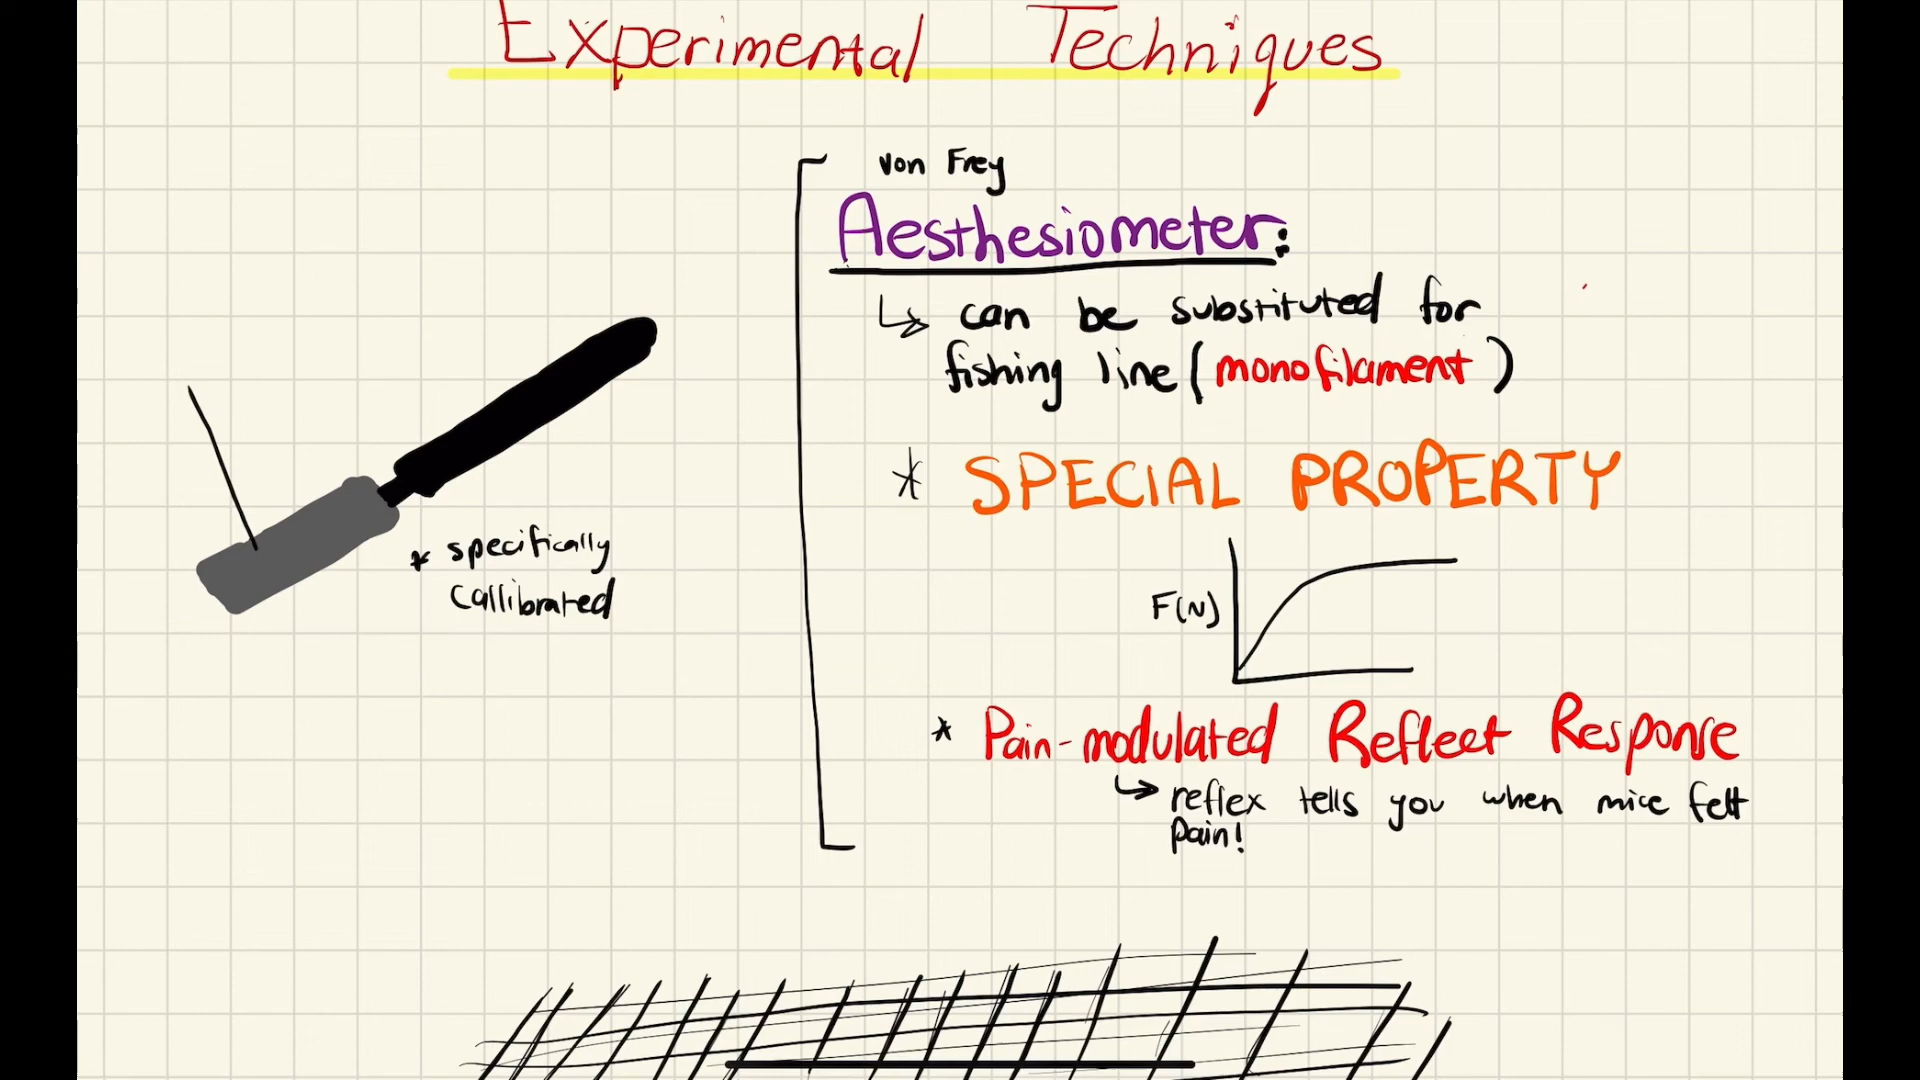 Experimental Techniques
von Frey
Aesthesiometer:
↳ can be substituted for
fishing line (monofilament)
* SPECIAL PROPERTY
* specifically
Callibrated
F(N)
* Pain-modulated Reflect Response
↳ reflex tells you when mice felt
pain!